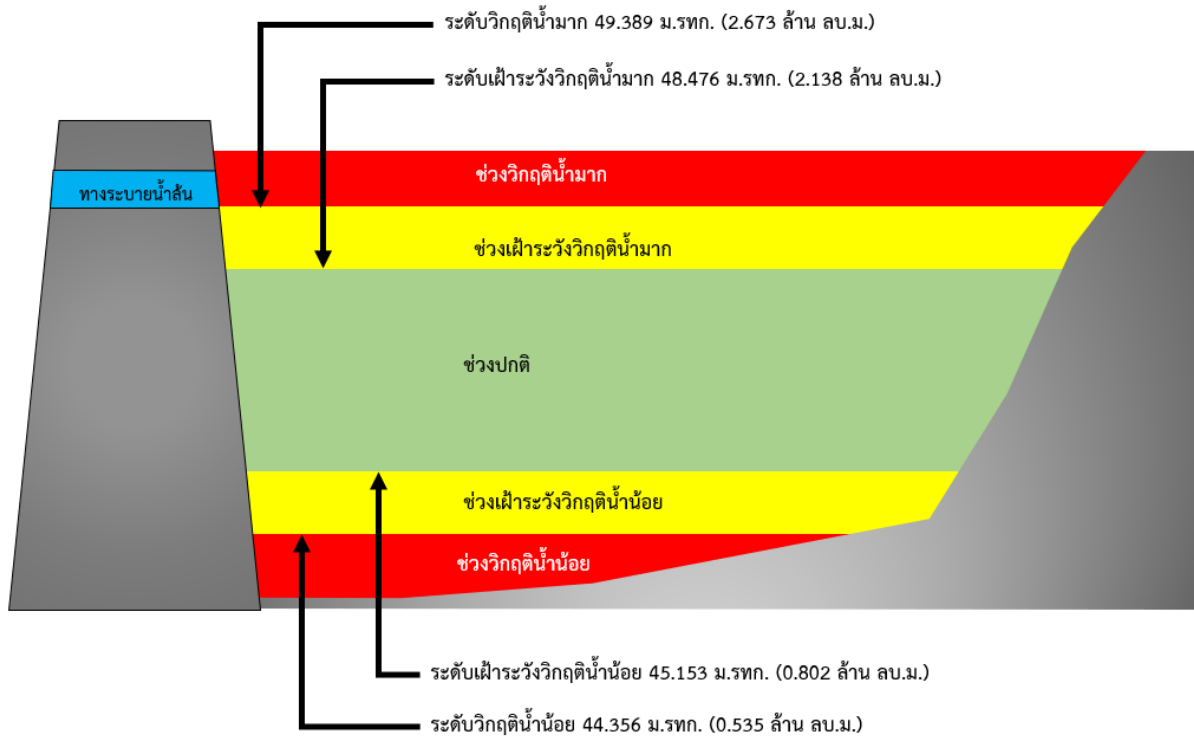 ระดับวิกฤติน้ำมาก 49.389 ม.รทก. (2.673 ล้าน ลบ.ม.)
ระดับเฝ้าระวังวิกฤติน้ำมาก 48.476 ม.รทก. (2.138 ล้าน ลบ.ม.)
ช่วงวิกฤติน้ำมาก
ทางระบายน้ำล้น
ช่วงเฝ้าระวังวิกฤติน้ำมาก
ช่วงปกติ
ช่วงเฝ้าระวังวิกฤติน้ำน้อย
ช่วงวิกฤติน้ำน้อย
ระดับเฝ้าระวังวิกฤติน้ำน้อย 45.153 ม.รทก. (0.802 ล้าน ลบ.ม.)
ระดับวิกฤติน้ำน้อย 44.356 ม.รทก. (0.535 ล้าน ลบ.ม.)